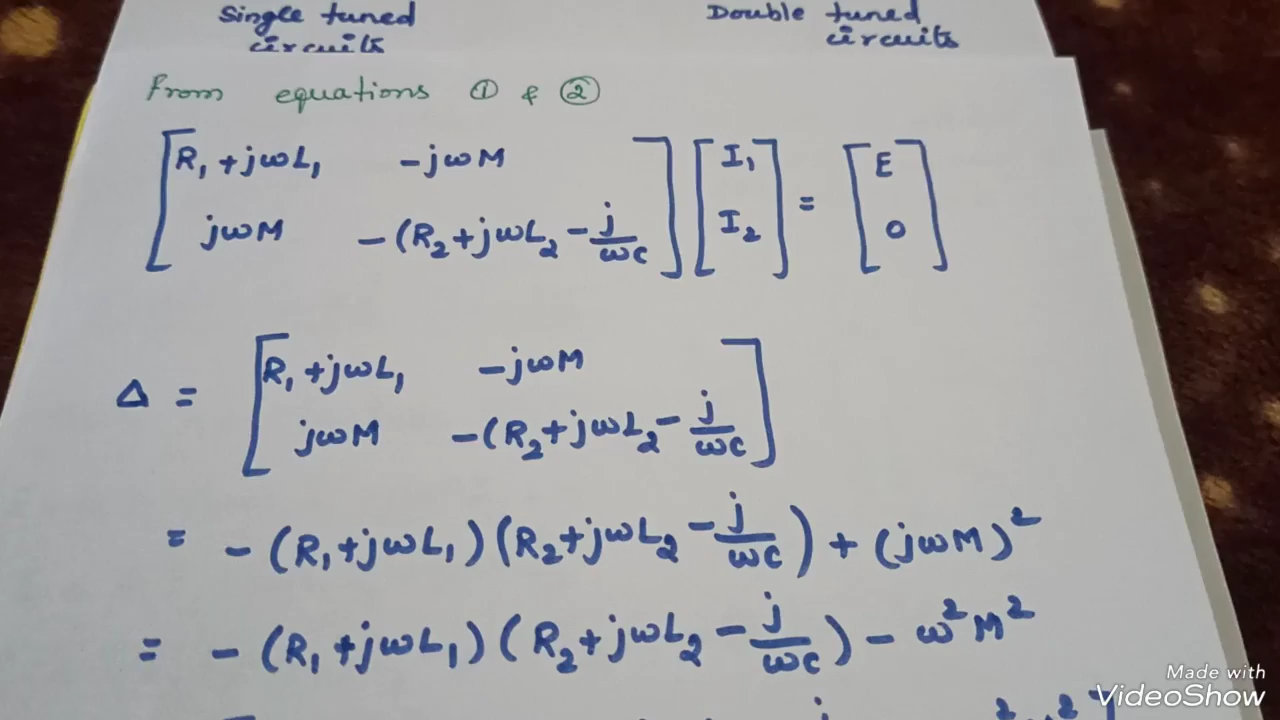 Single tuned circuits
Double tuned circuits
From equations ① & ②
[R₁ + jωL₁  -jωM; jωM  -(R₂ + jωL₂ - j/ωc] [I₁; I₂] = [E; 0]
Δ = [R₁ + jωL₁  -jωM; jωM  -(R₂ + jωL₂ - j/ωc]
= -(R₁ + jωL₁)(R₂ + jωL₂ - j/ωc) + (jωM)²
= -(R₁ + jωL₁)(R₂ + jωL₂ - j/ωc) - ω²M²
Made with
VideoShow